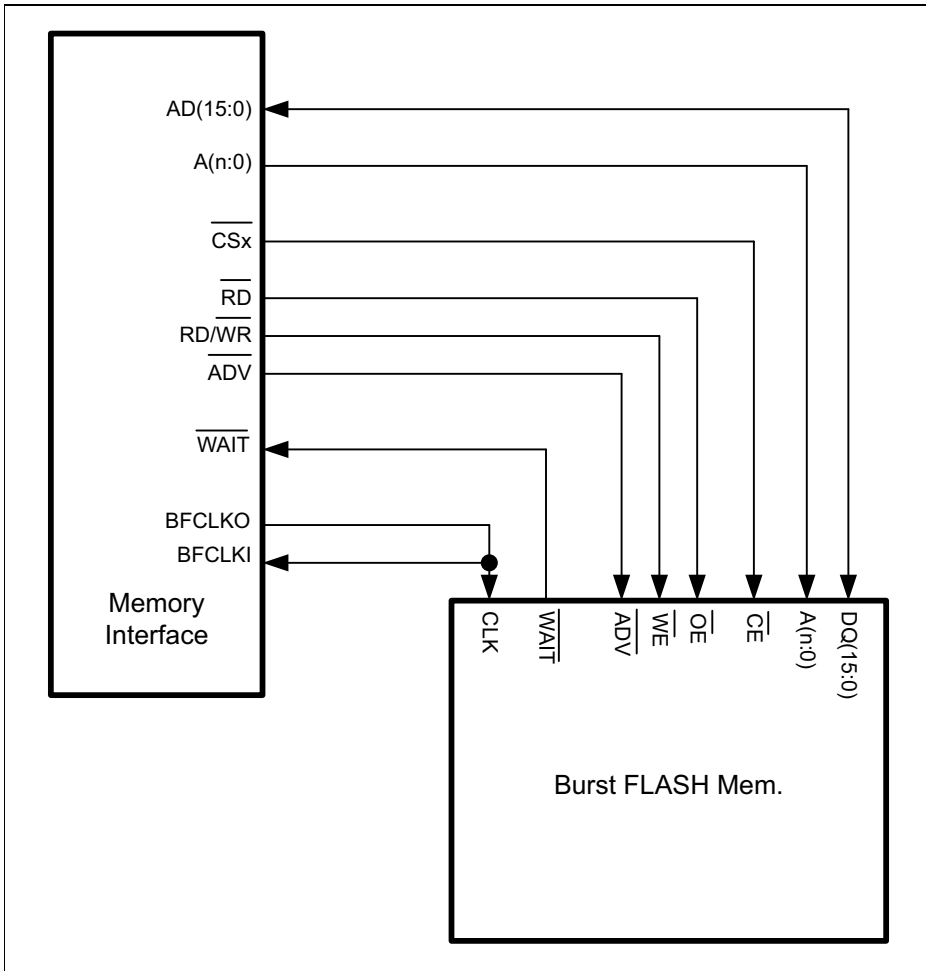 AD(15:0)
A(n:0)
CSx
RD
RD/WR
ADV
WAIT
BFCLKO
BFCLKI
Memory
Interface
CLK
WAIT
ADV
WE
OE
CE
A(n:0)
DQ(15:0)
Burst FLASH Mem.